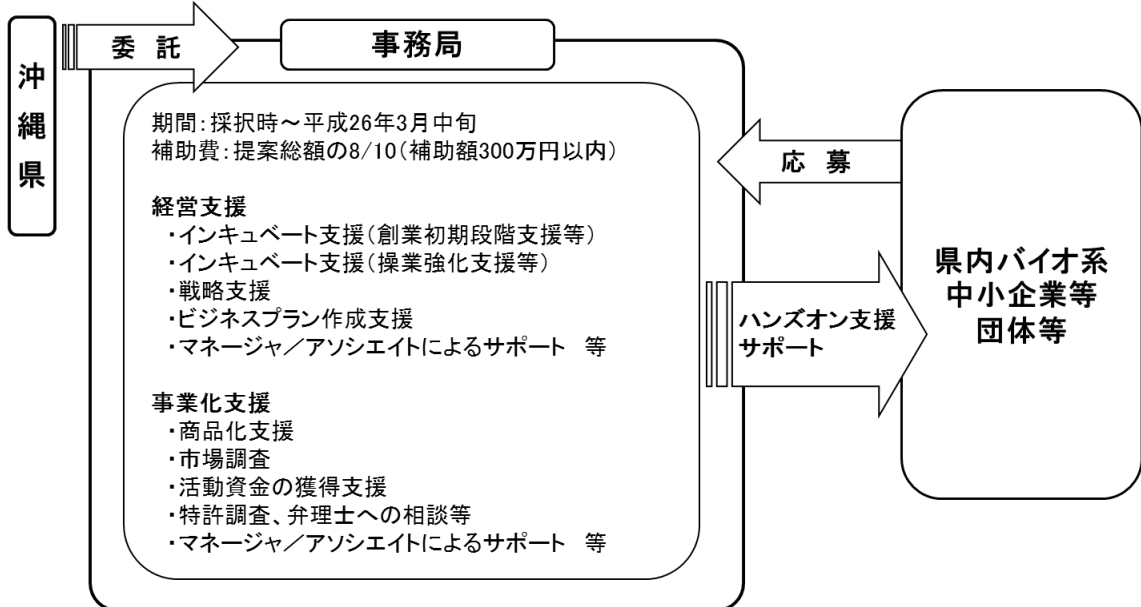 沖縄県
委 託
事務局
期間：採択時～平成26年3月中旬
補助費：提案総額の8/10（補助額300万円以内）
経営支援
・インキュベート支援（創業初期段階支援等）
・インキュベート支援（操業強化支援等）
・戦略支援
・ビジネスプラン作成支援
・マネージャ／アソシエイトによるサポート　等
事業化支援
・商品化支援
・市場調査
・活動資金の獲得支援
・特許調査、弁理士への相談等
・マネージャ／アソシエイトによるサポート　等
応 募
ハンズオン支援
サポート
県内バイオ系
中小企業等
団体等